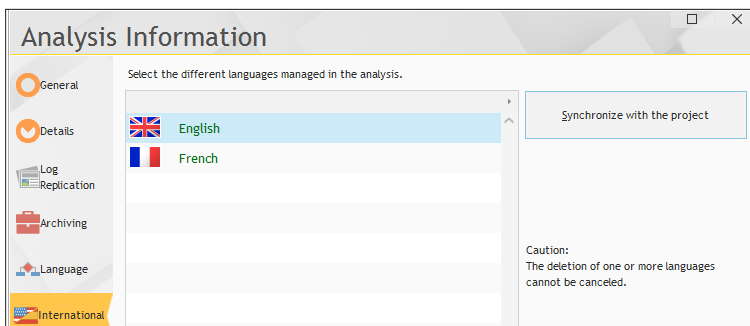 Analysis Information
General
Details
Log
Replication
Archiving
Language
International
Select the different languages managed in the analysis.
English
French
Synchronize with the project
Caution:
The deletion of one or more languages
cannot be canceled.